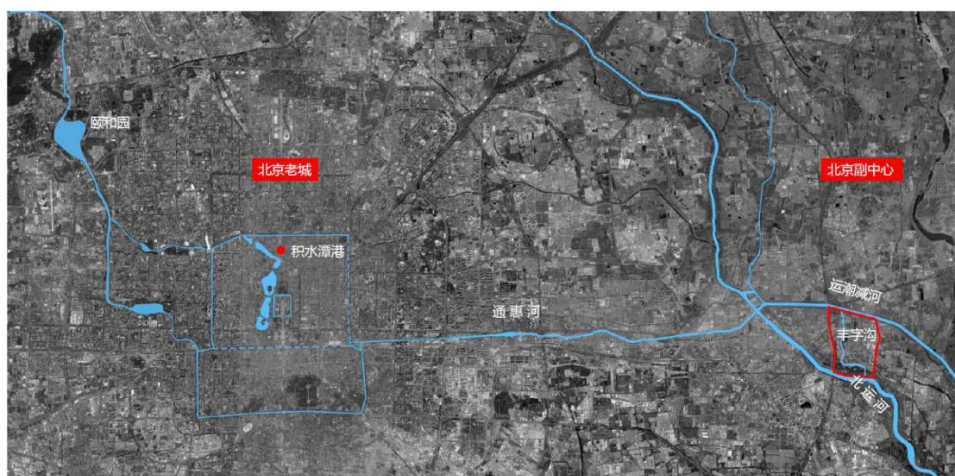 颐和园
北京老城
北京副中心
积水潭港
通惠河
运潮减河
丰字沟
北运河